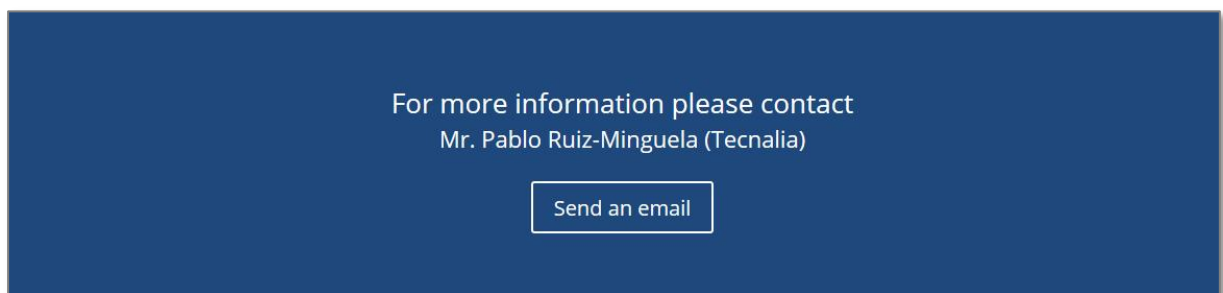 For more information please contact
Mr. Pablo Ruiz-Minguela (Tecnalia)
Send an email